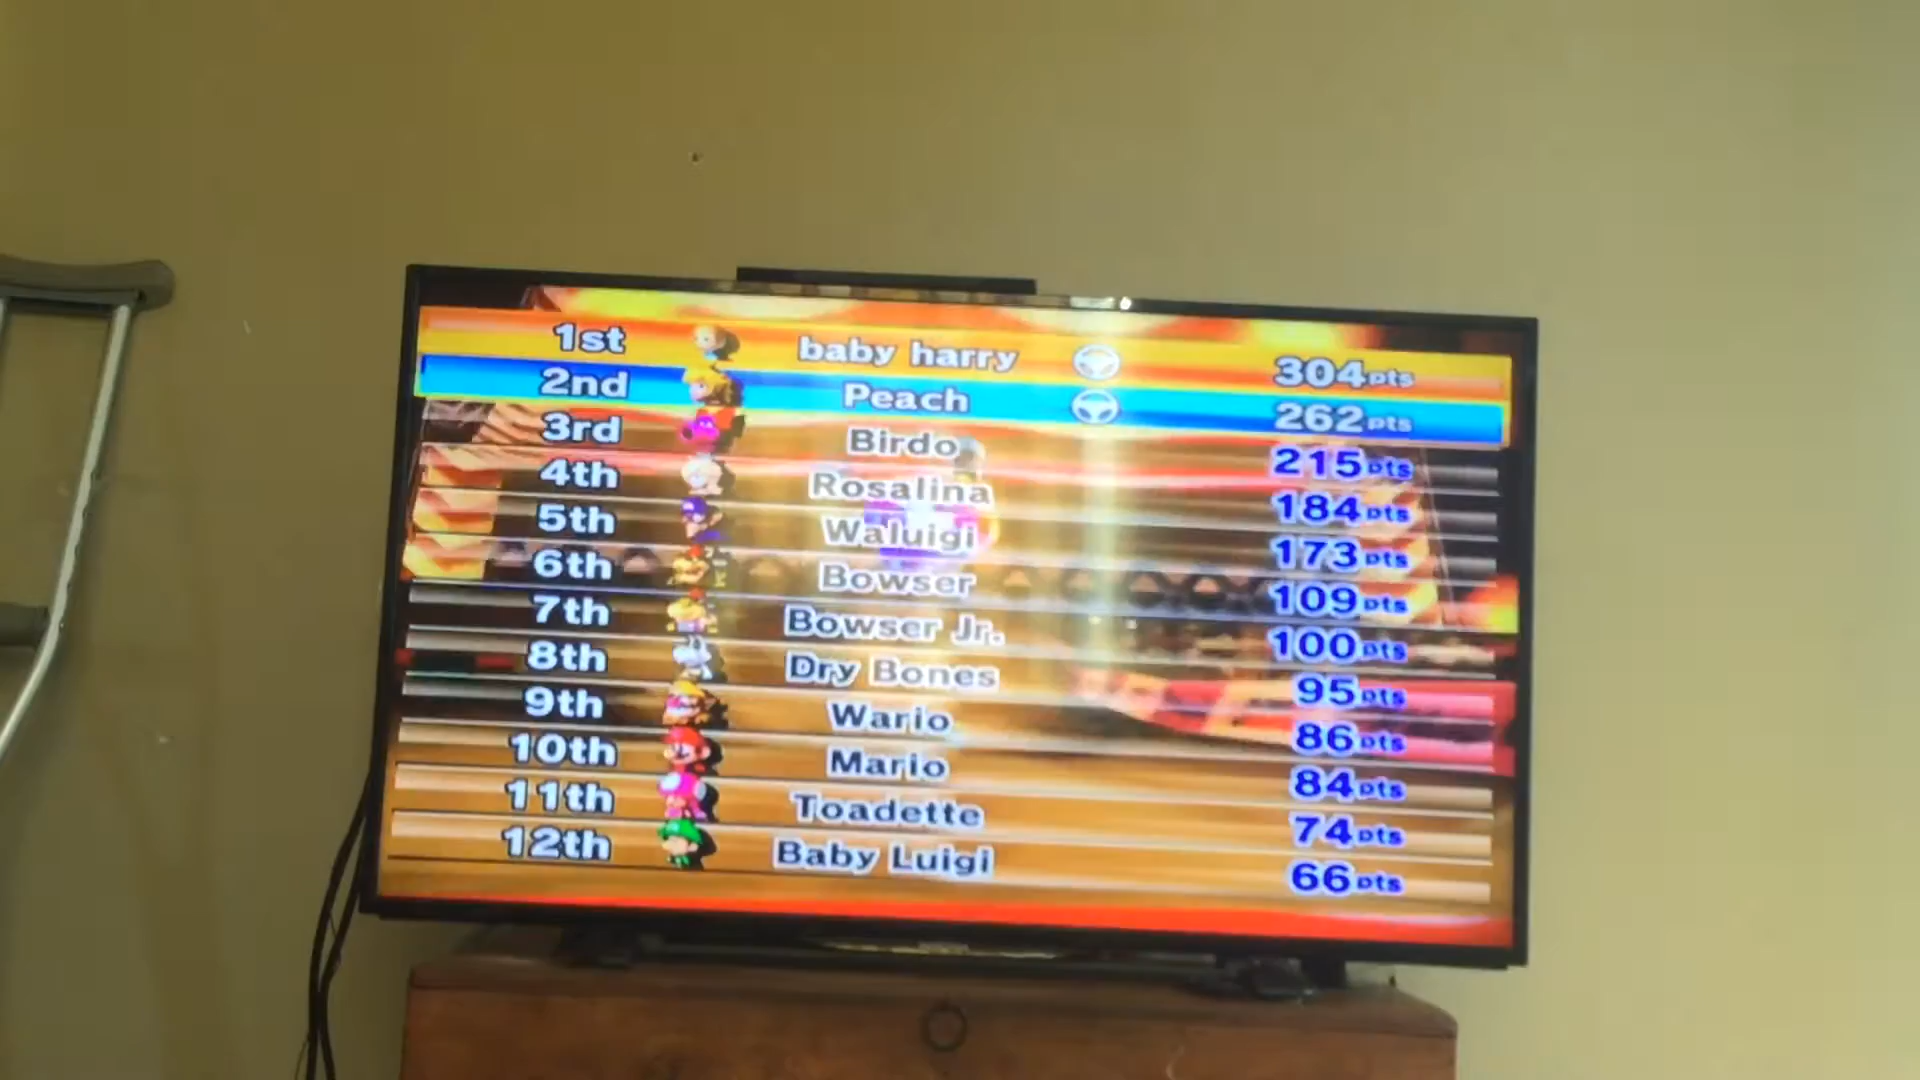 1st baby harry 304pts
2nd Peach 262pts
3rd Birdo 215pts
4th Rosalina 184pts
5th Waluigi 173pts
6th Bowser 109pts
7th Bowser Jr. 100pts
8th Dry Bones 95pts
9th Wario 86pts
10th Mario 84pts
11th Toadette 74pts
12th Baby Luigi 66pts